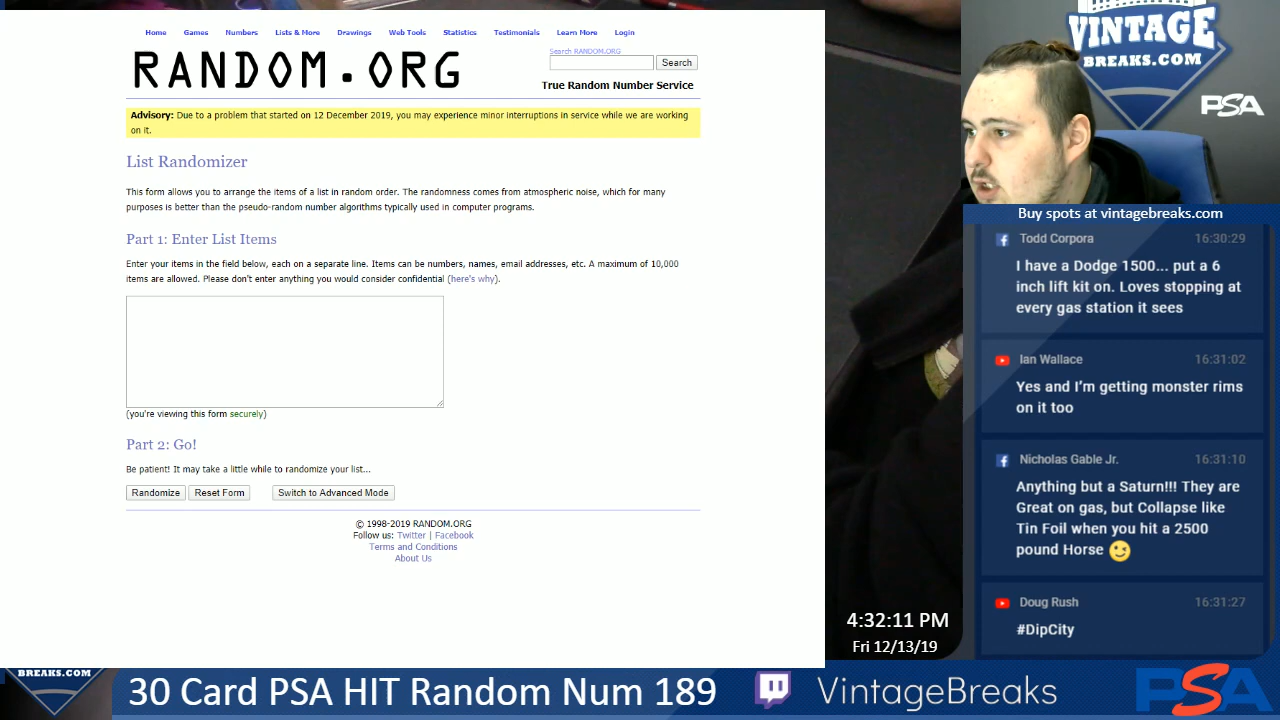 Home Games Numbers Lists & More Drawings Web Tools Statistics Testimonials Learn More Login
RANDOM.ORG
Search RANDOM.ORG
Search
True Random Number Service
Advisory: Due to a problem that started on 12 December 2019, you may experience minor interruptions in service while we are working
on it.
List Randomizer
This form allows you to arrange the items of a list in random order. The randomness comes from atmospheric noise, which for many
purposes is better than the pseudo-random number algorithms typically used in computer programs.
Part 1: Enter List Items
Enter your items in the field below, each on a separate line. Items can be numbers, names, email addresses, etc. A maximum of 10,000
items are allowed. Please don't enter anything you would consider confidential (here's why).
(you're viewing this form securely)
Part 2: Go!
Be patient! It may take a little while to randomize your list...
Randomize Reset Form Switch to Advanced Mode
© 1998-2019 RANDOM.ORG
Follow us: Twitter | Facebook
Terms and Conditions
About Us
VINTAGE
BREAKS.COM
PSA
Buy spots at vintagebreaks.com
Todd Corpora 16:30:29
I have a Dodge 1500... put a 6
inch lift kit on. Loves stopping at
every gas station it sees
Ian Wallace 16:31:02
Yes and I'm getting monster rims
on it too
Nicholas Gable Jr. 16:31:10
Anything but a Saturn!!! They are
Great on gas, but Collapse like
Tin Foil when you hit a 2500
pound Horse 😉
Doug Rush 16:31:27
#DipCity
4:32:11 PM
Fri 12/13/19
BREAKS.COM
30 Card PSA HIT Random Num 189
VintageBreaks
PSA